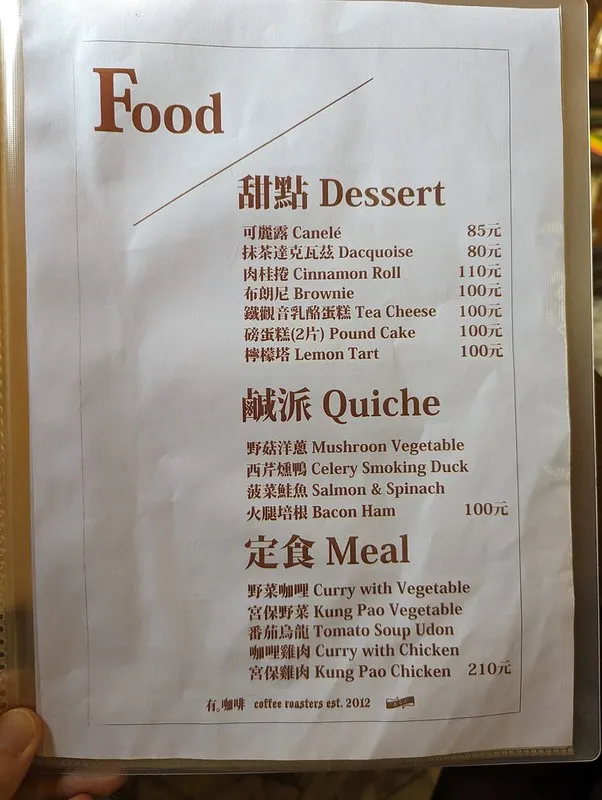 Food
甜點 Dessert
可麗露 Canelé 85元
抹茶達克瓦茲 Dacquoise 80元
肉桂捲 Cinnamon Roll 110元
布朗尼 Brownie 100元
鐵觀音乳酪蛋糕 Tea Cheese 100元
磅蛋糕(2片) Pound Cake 100元
檸檬塔 Lemon Tart 100元
鹹派 Quiche
野菇洋蔥 Mushroon Vegetable
西芹燻鴨 Celery Smoking Duck
菠菜鮭魚 Salmon & Spinach
火腿培根 Bacon Ham 100元
定食 Meal
野菜咖哩 Curry with Vegetable
宮保野菜 Kung Pao Vegetable
番茄烏龍 Tomato Soup Udon
咖哩雞肉 Curry with Chicken
宮保雞肉 Kung Pao Chicken 210元
有。咖啡 coffee roasters est. 2012